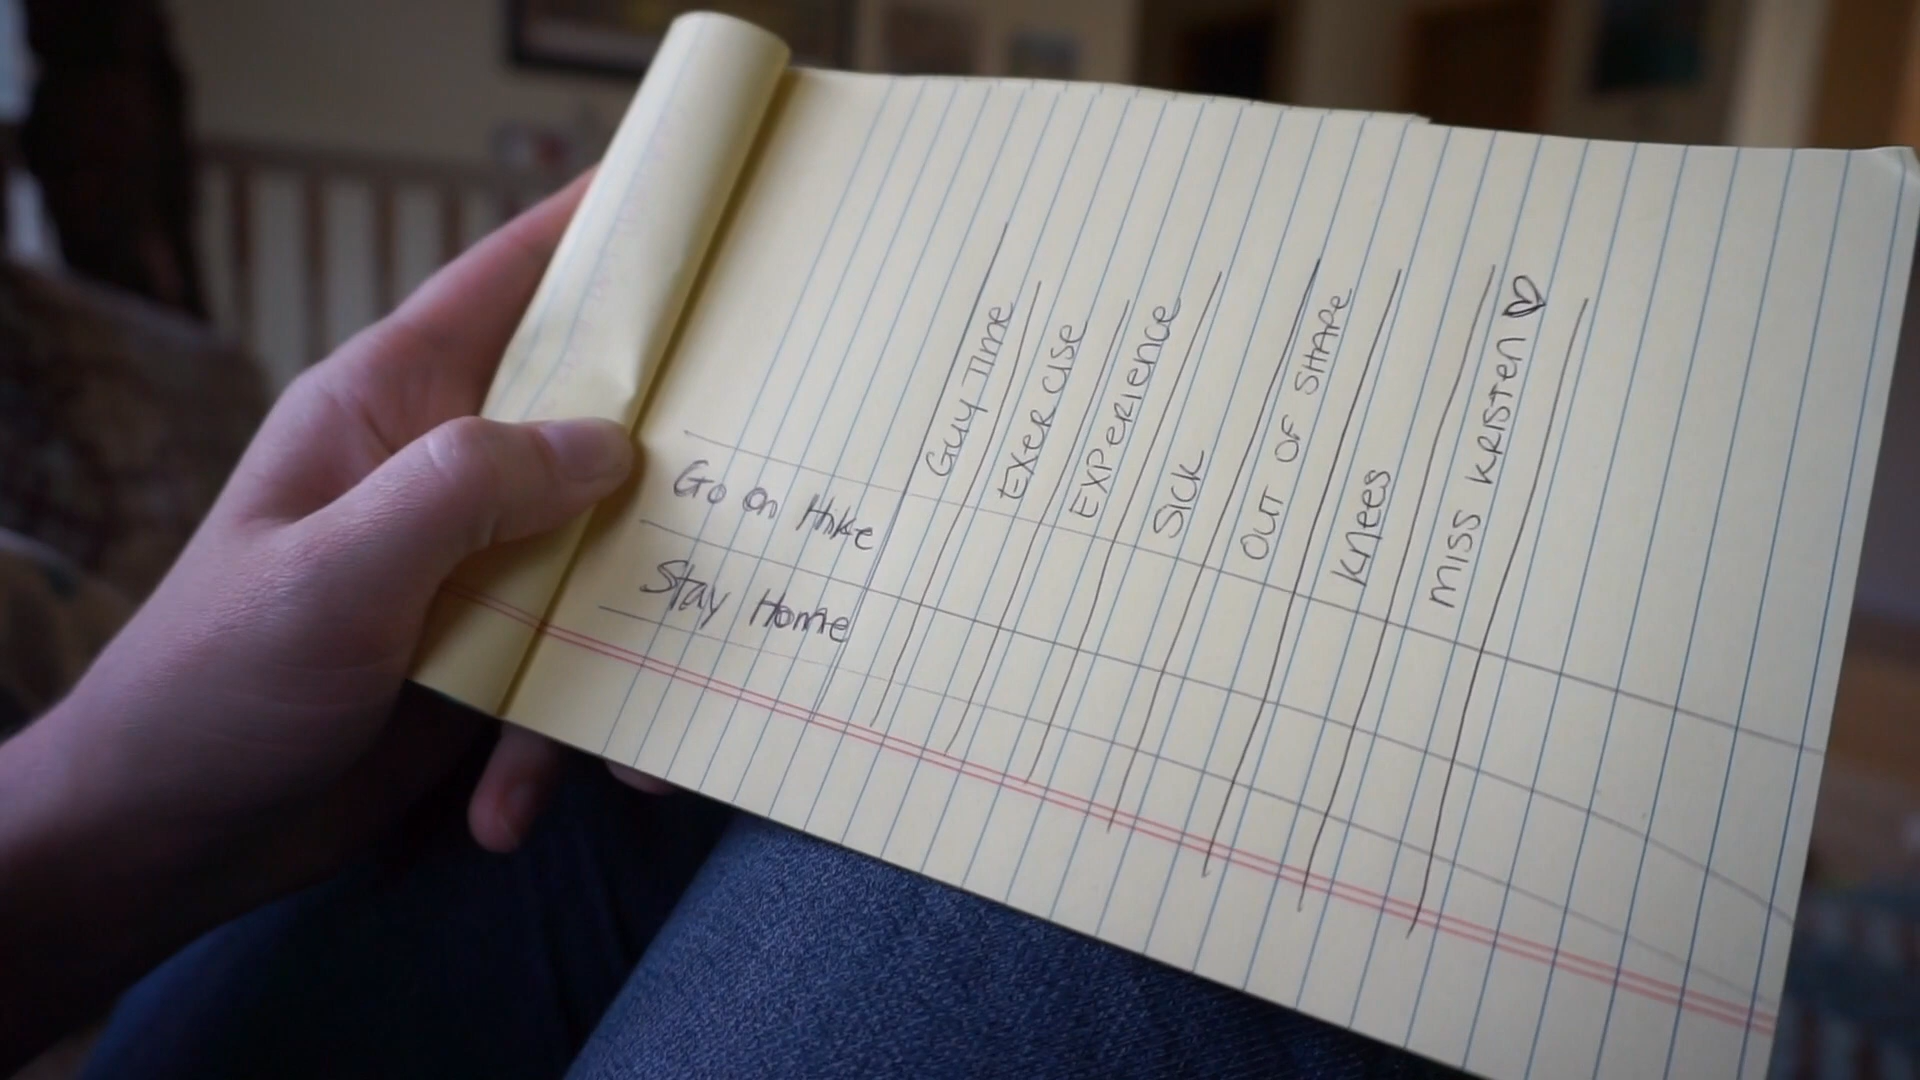 Guy Time
Exercise
Experience
Sick
Out of Shape
Knees
Miss Kristen
Go on Hike
Stay Home